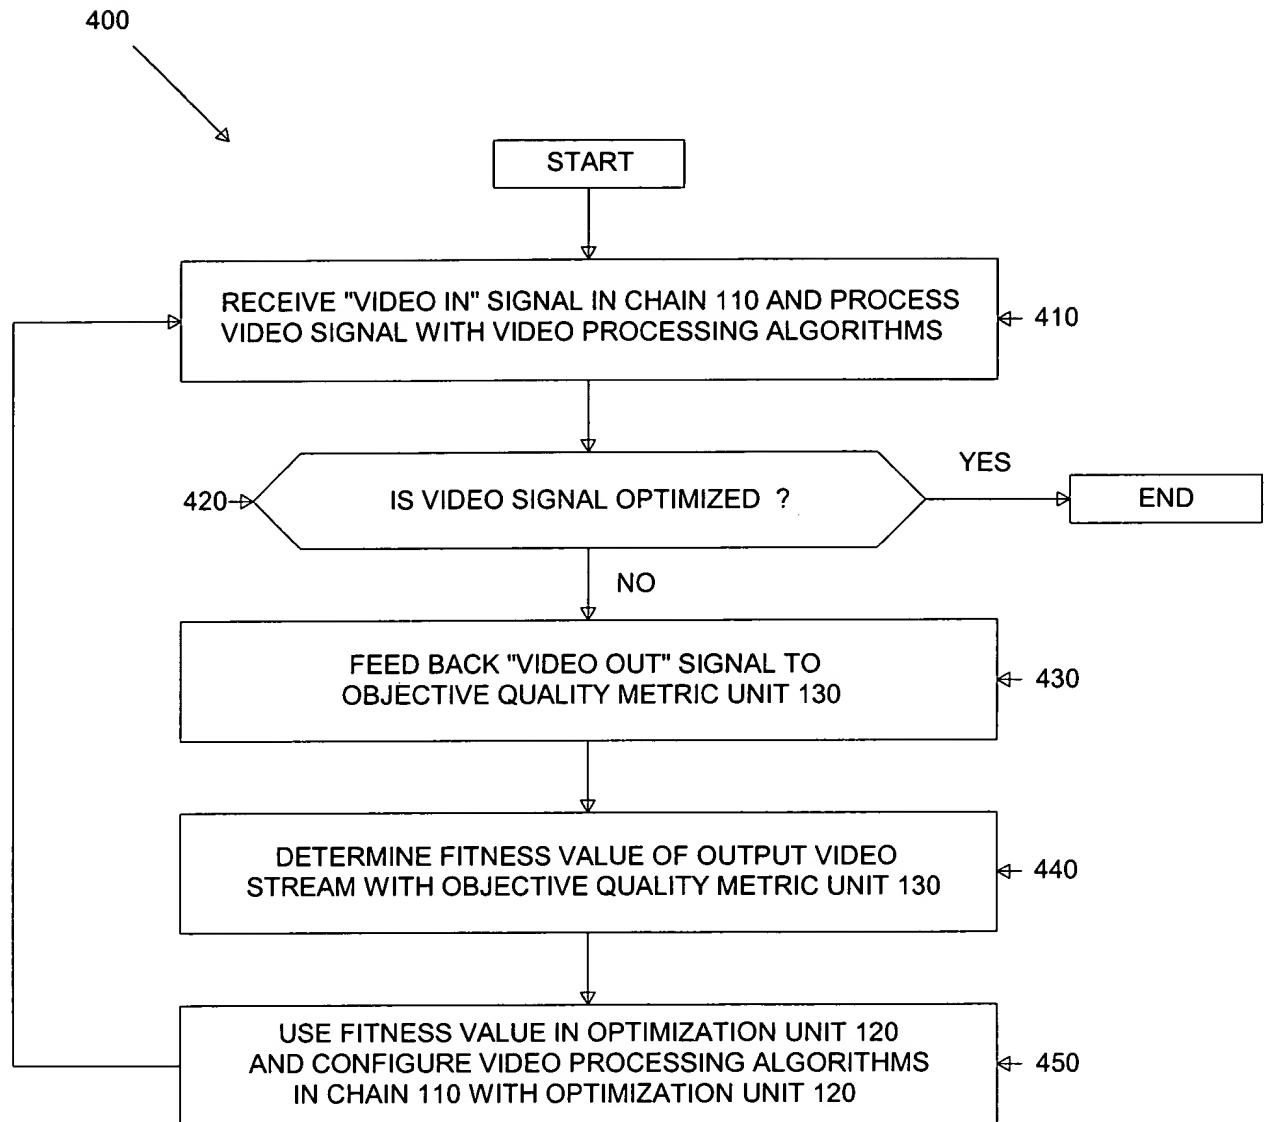 400
START
RECEIVE "VIDEO IN" SIGNAL IN CHAIN 110 AND PROCESS
VIDEO SIGNAL WITH VIDEO PROCESSING ALGORITHMS
410
YES
420
IS VIDEO SIGNAL OPTIMIZED ?
END
NO
FEED BACK "VIDEO OUT" SIGNAL TO
OBJECTIVE QUALITY METRIC UNIT 130
430
DETERMINE FITNESS VALUE OF OUTPUT VIDEO
STREAM WITH OBJECTIVE QUALITY METRIC UNIT 130
440
USE FITNESS VALUE IN OPTIMIZATION UNIT 120
AND CONFIGURE VIDEO PROCESSING ALGORITHMS
IN CHAIN 110 WITH OPTIMIZATION UNIT 120
450